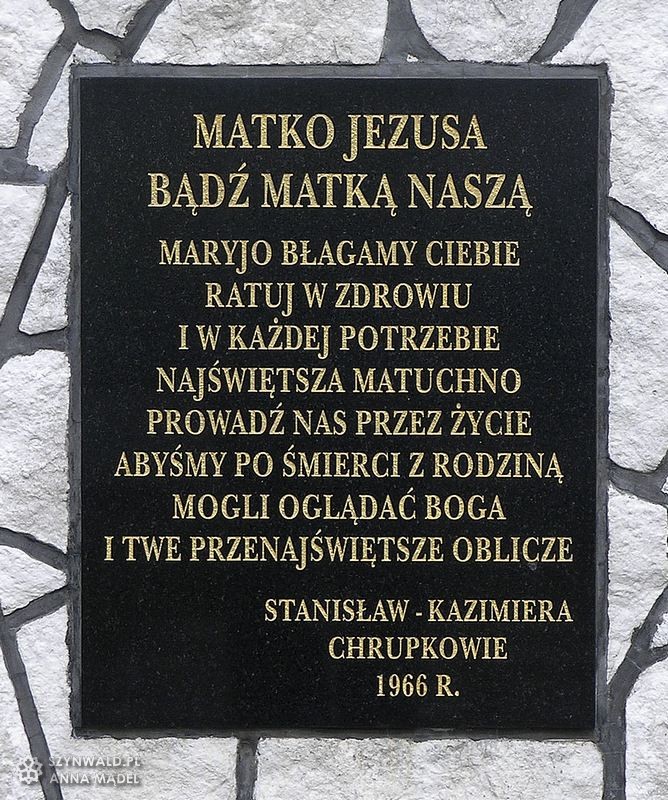 MATKO JEZUSA
BĄDŹ MATKĄ NASZĄ
MARYJO BŁAGAMY CIEBIE
RATUJ W ZDROWIU
I W KAŻDEJ POTRZEBIE
NAJŚWIĘTSZA MATUCHNO
PROWADŹ NAS PRZEZ ŻYCIE
ABYŚMY PO ŚMIERCI Z RODZINĄ
MOGLI OGLĄDAĆ BOGA
I TWE PRZENAJŚWIĘTSZE OBLICZE
STANISŁAW - KAZIMIERA
CHRUPKOWIE
1966 R.
SZYNWALD.PL
ANNA MĄDEL